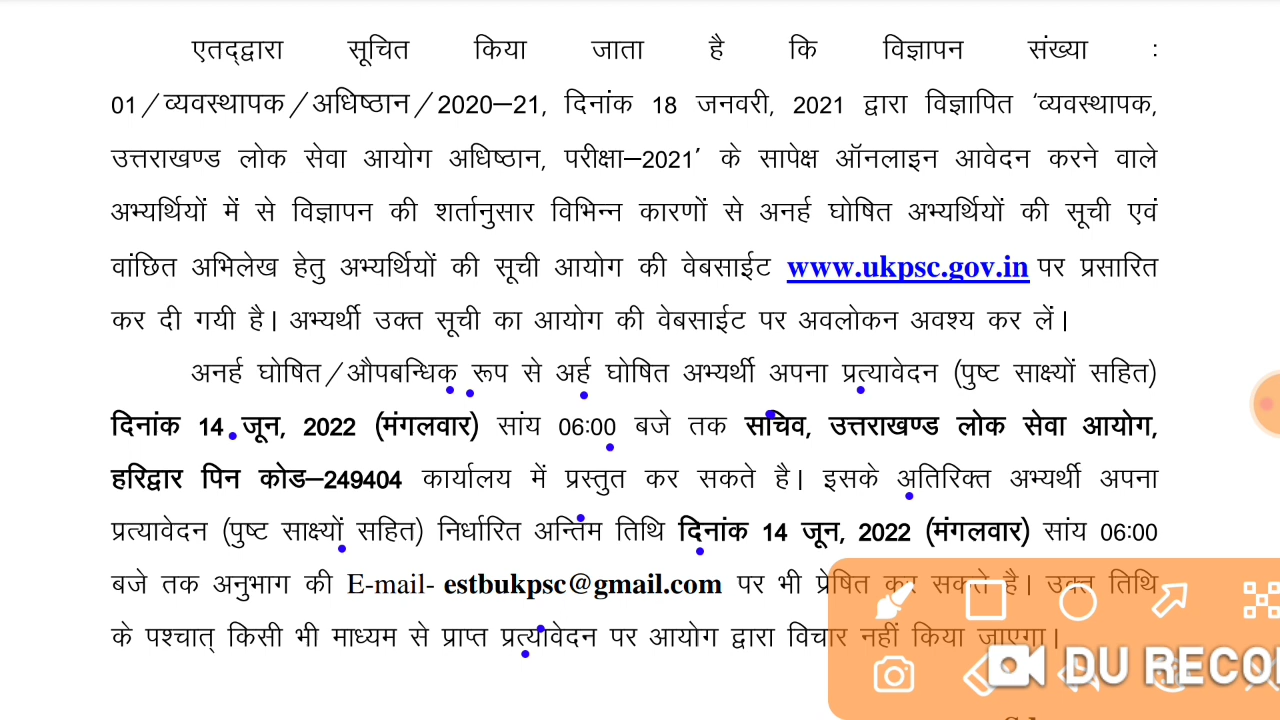 एतद्द्वारा सूचित किया जाता है कि विज्ञापन संख्या :
01/व्यवस्थापक/अधिष्ठान/2020–21, दिनांक 18 जनवरी, 2021 द्वारा विज्ञापित ‘व्यवस्थापक,
उत्तराखण्ड लोक सेवा आयोग अधिष्ठान, परीक्षा–2021’ के सापेक्ष ऑनलाइन आवेदन करने वाले
अभ्यर्थियों में से विज्ञापन की शर्तानुसार विभिन्न कारणों से अनर्ह घोषित अभ्यर्थियों की सूची एवं
वांछित अभिलेख हेतु अभ्यर्थियों की सूची आयोग की वेबसाईट www.ukpsc.gov.in पर प्रसारित
कर दी गयी है। अभ्यर्थी उक्त सूची का आयोग की वेबसाईट पर अवलोकन अवश्य कर लें।
अनर्ह घोषित/औपबन्धिक रूप से अर्ह घोषित अभ्यर्थी अपना प्रत्यावेदन (पुष्ट साक्ष्यों सहित)
दिनांक 14 जून, 2022 (मंगलवार) सांय 06:00 बजे तक सचिव, उत्तराखण्ड लोक सेवा आयोग,
हरिद्वार पिन कोड–249404 कार्यालय में प्रस्तुत कर सकते है। इसके अतिरिक्त अभ्यर्थी अपना
प्रत्यावेदन (पुष्ट साक्ष्यों सहित) निर्धारित अन्तिम तिथि दिनांक 14 जून, 2022 (मंगलवार) सांय 06:00
बजे तक अनुभाग की E-mail- estbukpsc@gmail.com पर भी प्रेषित कर सकते है। उक्त तिथि
के पश्चात् किसी भी माध्यम से प्राप्त प्रत्यावेदन पर आयोग द्वारा विचार नहीं किया जाएगा।
DU RECO